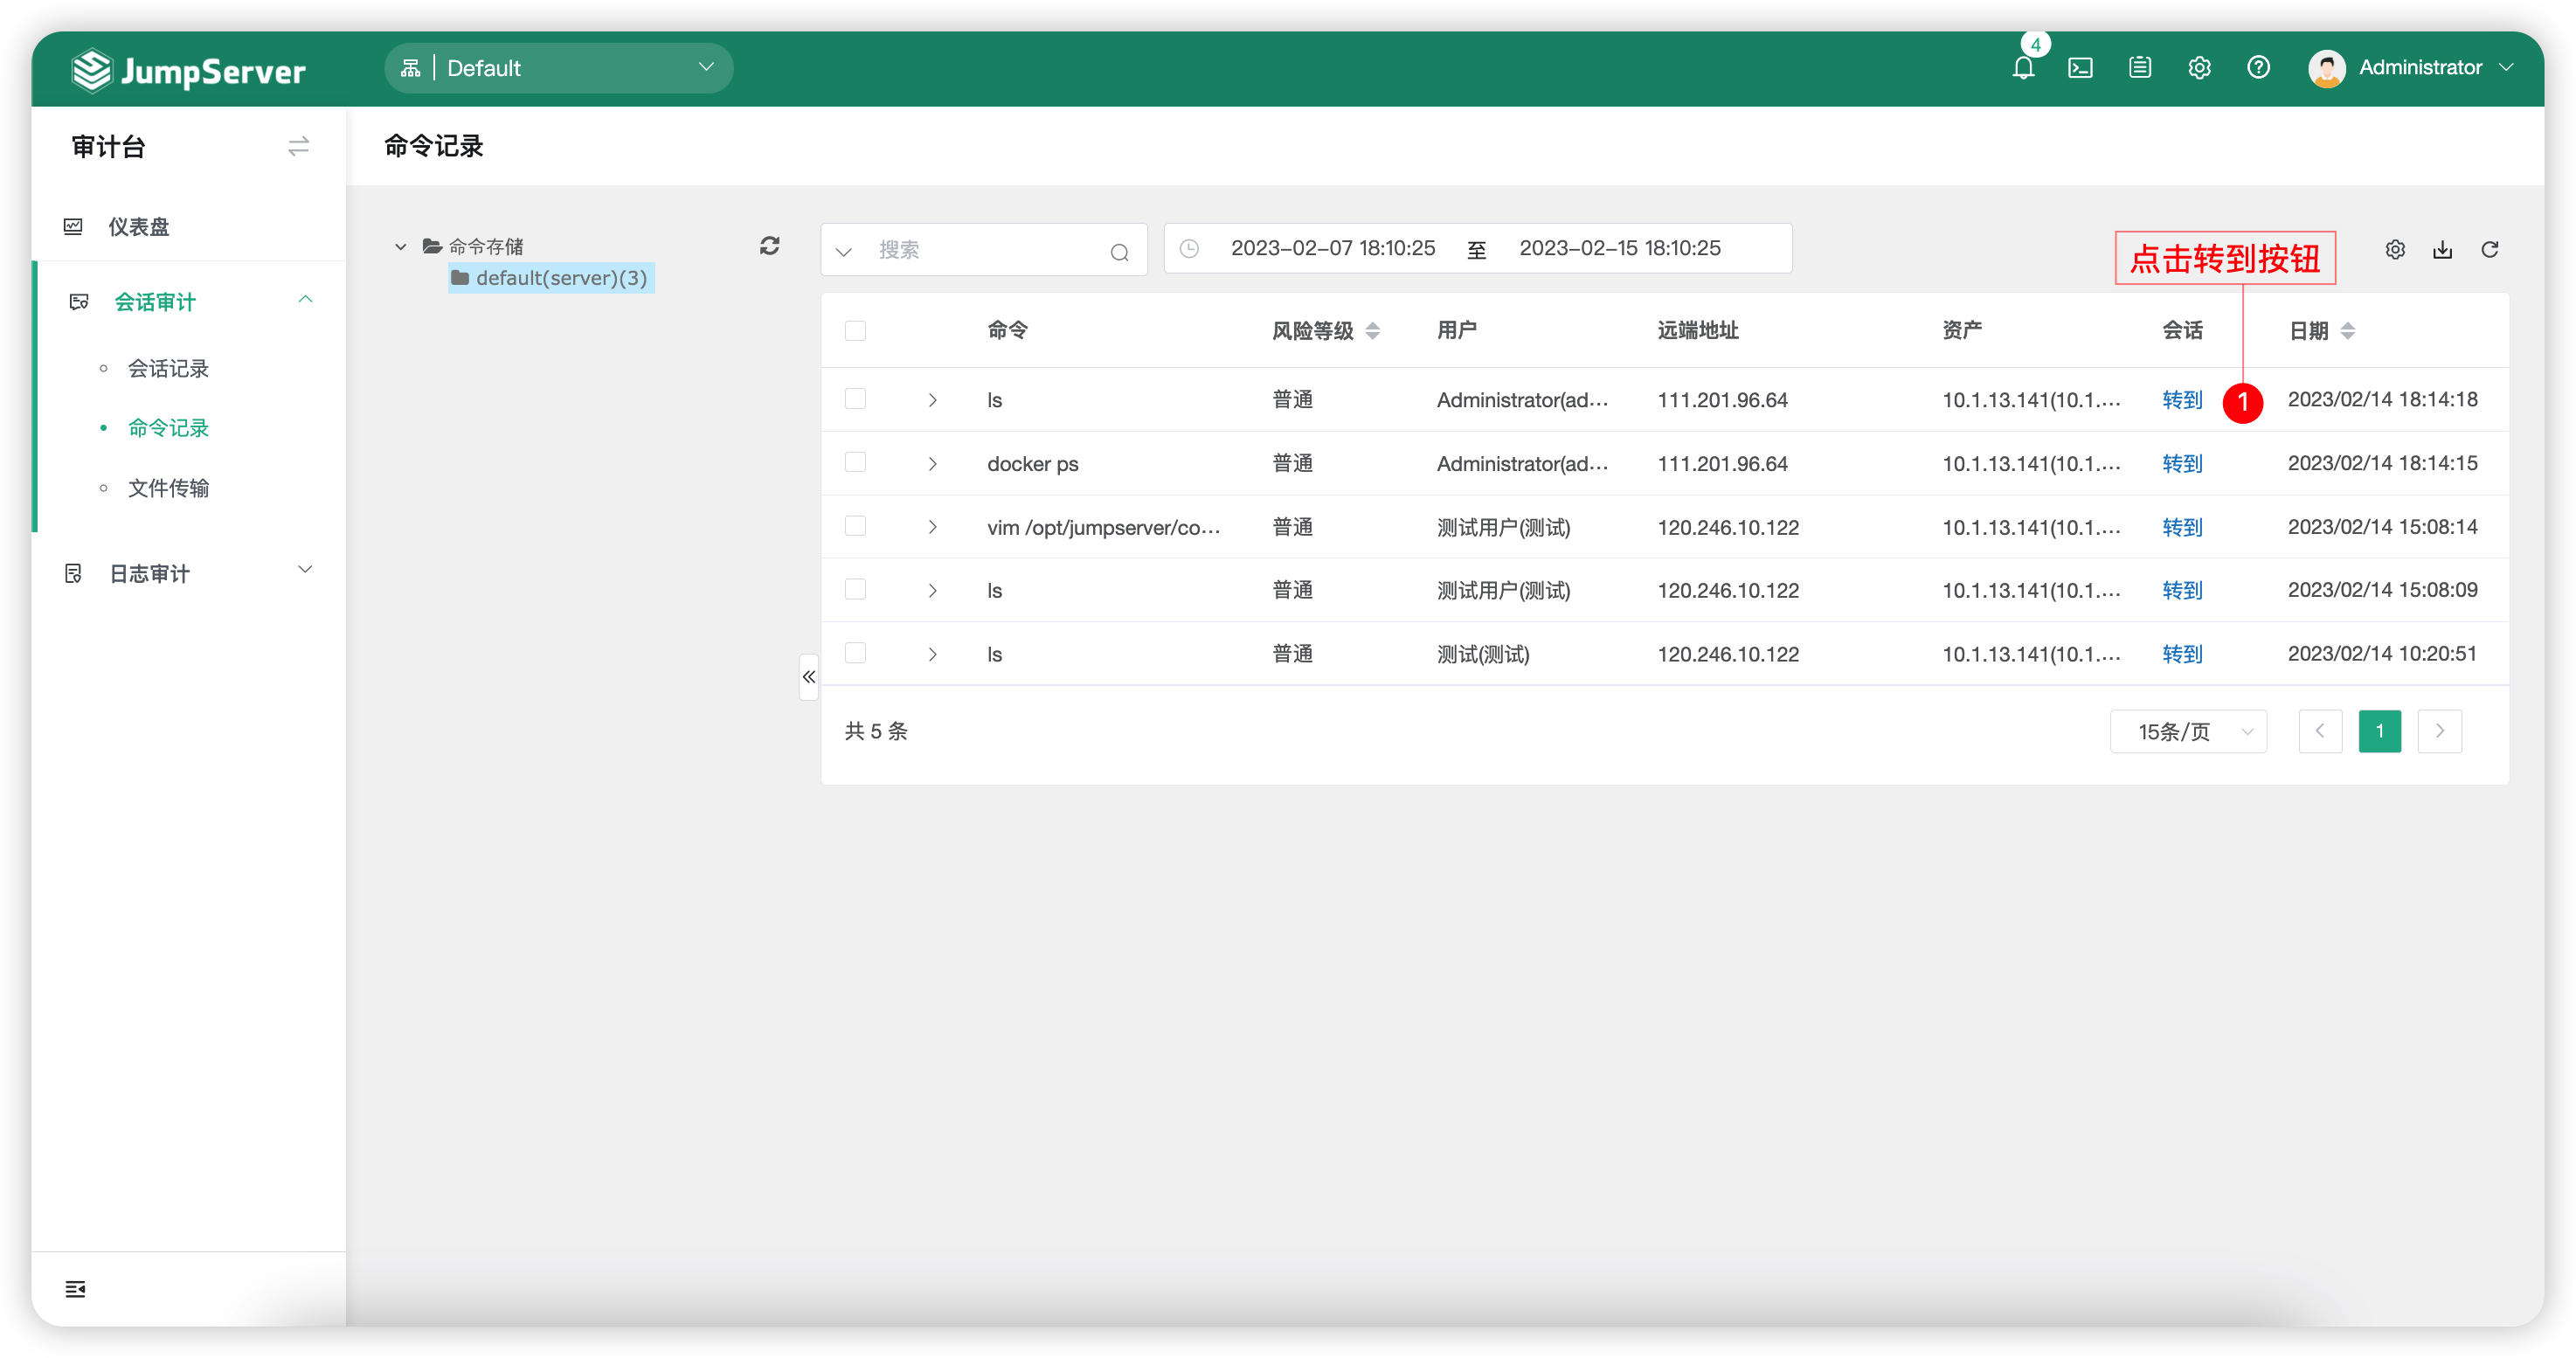 JumpServer
Default
4
Administrator
审计台
命令记录
仪表盘
会话审计
会话记录
命令记录
文件传输
日志审计
命令存储
default(server)(3)
搜索
2023-02-07 18:10:25 至 2023-02-15 18:10:25
点击转到按钮
命令 风险等级 用户 远端地址 资产 会话 日期
ls 普通 Administrator(ad... 111.201.96.64 10.1.13.141(10.1.... 转到 1 2023/02/14 18:14:18
docker ps 普通 Administrator(ad... 111.201.96.64 10.1.13.141(10.1.... 转到 2023/02/14 18:14:15
vim /opt/jumpserver/co... 普通 测试用户(测试) 120.246.10.122 10.1.13.141(10.1.... 转到 2023/02/14 15:08:14
ls 普通 测试用户(测试) 120.246.10.122 10.1.13.141(10.1.... 转到 2023/02/14 15:08:09
ls 普通 测试(测试) 120.246.10.122 10.1.13.141(10.1.... 转到 2023/02/14 10:20:51
共 5 条
15条/页
1